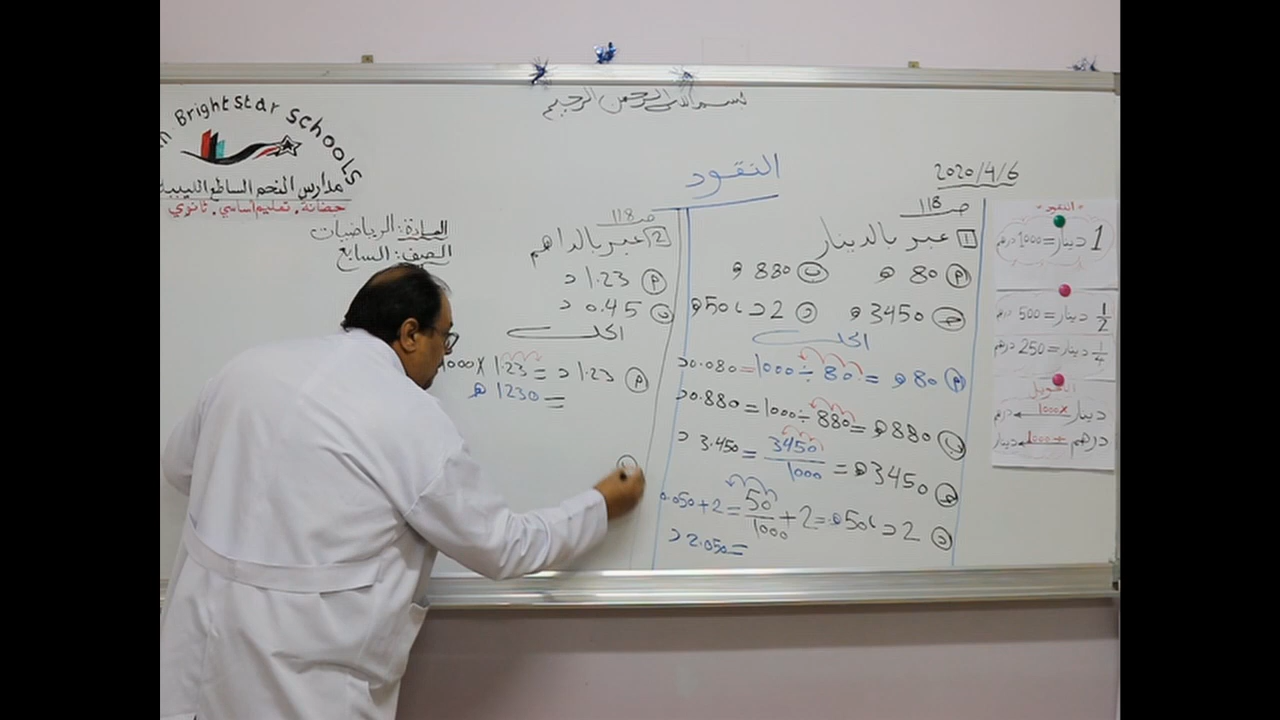 بسم الله الرحمن الرحيم
Bright star schools
مدارس النجم الساطع الليبية
حضانة . تعليم أساسي . ثانوي
المادة: الرياضيات
الصف: السابع
2020/4/6
النقود
ص 118
1 عبر بالدينار
أ 80 د ب 880 د
ج 3450 د د 2 د، 50 د
الحل
أ 80 د = 80 ÷ 1000 = 0.080 د
ب 880 د = 880 ÷ 1000 = 0.880 د
ج 3450 د = 3450/1000 = 3.450 د
د 2 د، 50 د = 2 + 50/1000 = 2 + 0.050
= 2.050 د
ص 118
2 عبر بالداهم
أ 1.23 د
ب 0.45 د
الحل
أ 1.23 د = 1.23 × 1000
= 1230 د
النقود
1 دينار = 1000 درهم
1/2 دينار = 500 درهم
1/4 دينار = 250 درهم
التحويل
دينار ×1000 درهم
درهم ÷1000 دينار